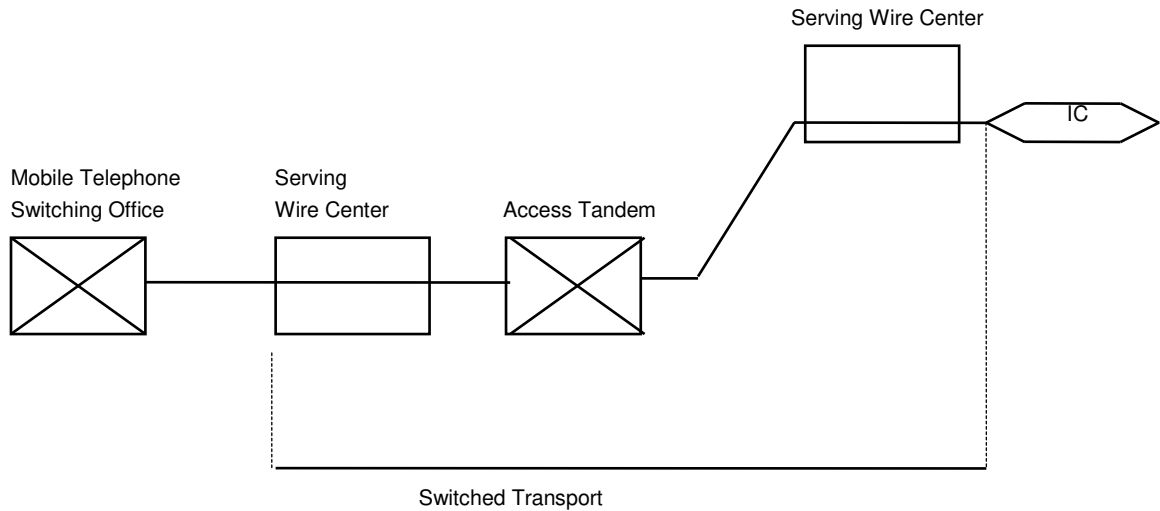 Serving Wire Center
IC
Mobile Telephone
Switching Office
Serving
Wire Center
Access Tandem
Switched Transport